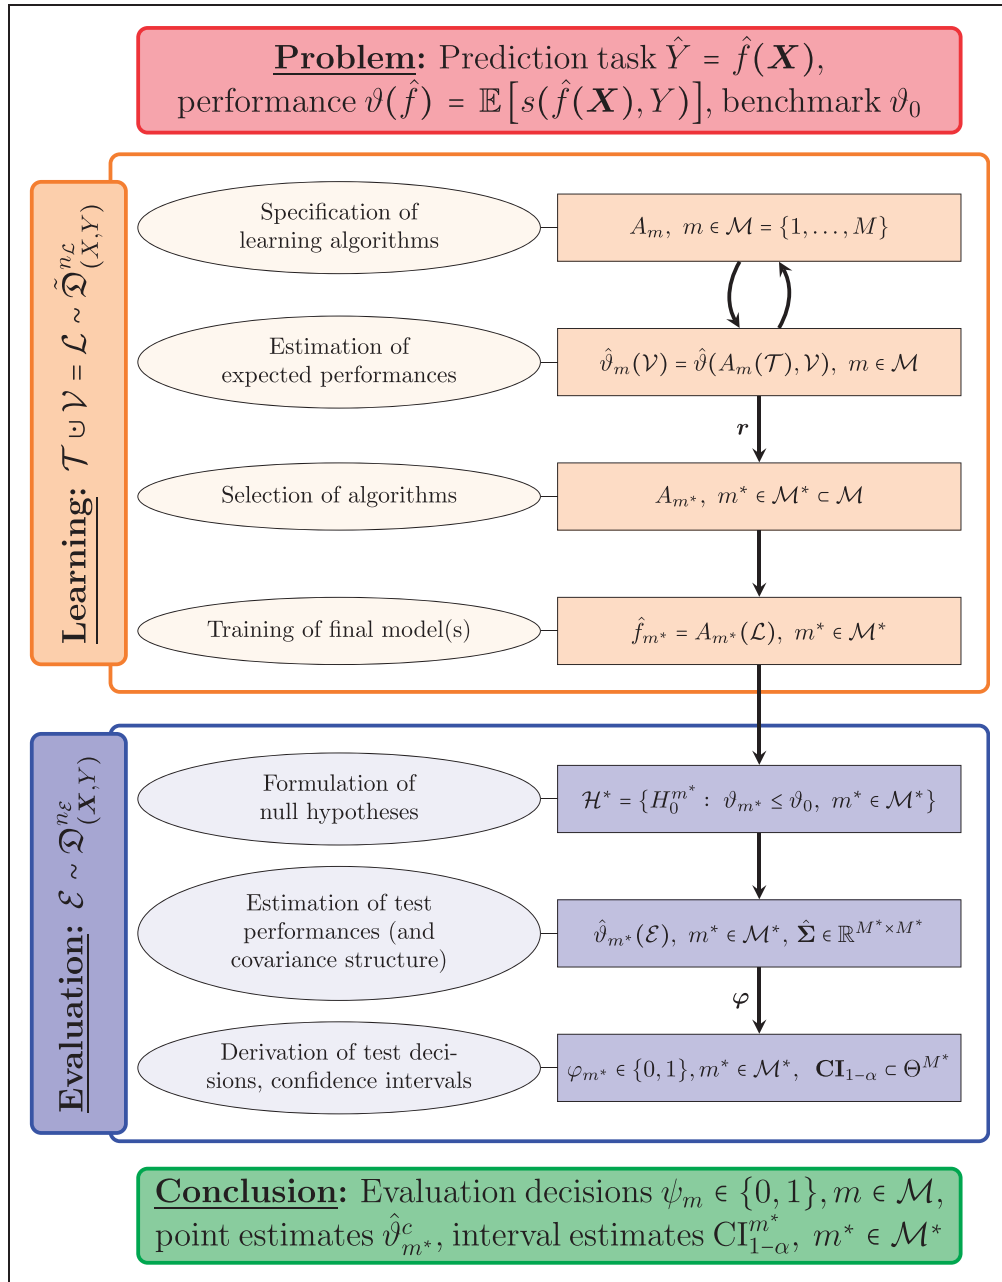 Problem: Prediction task Ŷ = f̂(X),
performance ϑ(f̂) = 𝔼[s(f̂(X), Y)], benchmark ϑ₀
Learning: 𝒯 ⊍ 𝒱 = ℒ ~ 𝔇̃^{n_ℒ}_{(X,Y)}
Specification of
learning algorithms
A_m, m ∈ ℳ = {1, …, M}
Estimation of
expected performances
ϑ̂_m(𝒱) = ϑ̂(A_m(𝒯), 𝒱), m ∈ ℳ
r
Selection of algorithms
A_{m*}, m* ∈ ℳ* ⊂ ℳ
Training of final model(s)
f̂_{m*} = A_{m*}(ℒ), m* ∈ ℳ*
Evaluation: ℰ ~ 𝔇^{n_ℰ}_{(X,Y)}
Formulation of
null hypotheses
ℋ* = {H_0^{m*} : ϑ_{m*} ≤ ϑ₀, m* ∈ ℳ*}
Estimation of test
performances (and
covariance structure)
ϑ̂_{m*}(ℰ), m* ∈ ℳ*, Σ̂ ∈ ℝ^{M*×M*}
φ
Derivation of test deci-
sions, confidence intervals
φ_{m*} ∈ {0, 1}, m* ∈ ℳ*, CI_{1−α} ⊂ Θ^{M*}
Conclusion: Evaluation decisions ψ_m ∈ {0, 1}, m ∈ ℳ,
point estimates ϑ̂^c_{m*}, interval estimates CI^{m*}_{1−α}, m* ∈ ℳ*